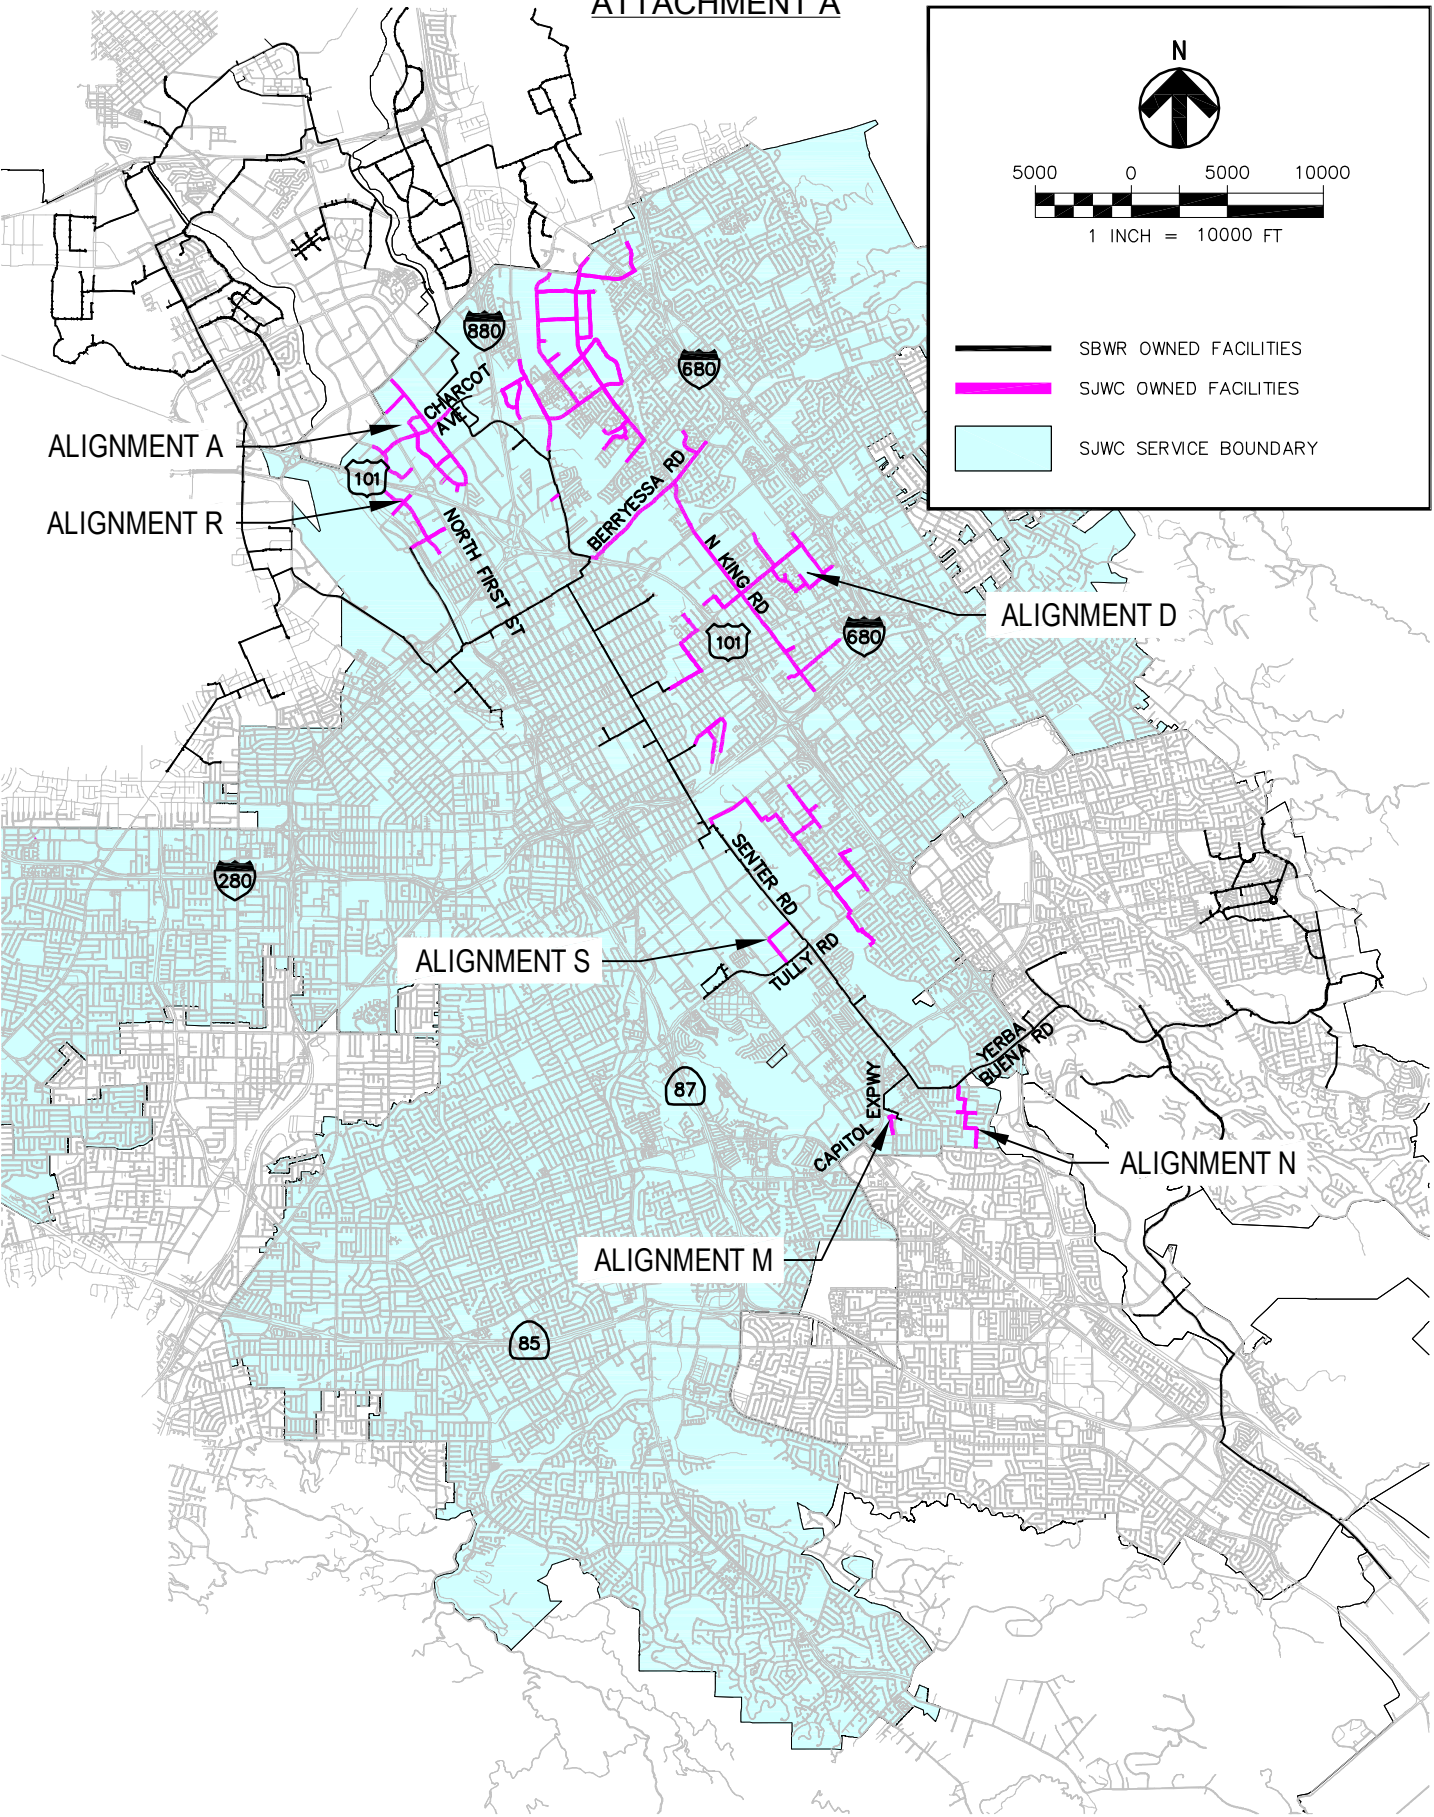 ATTACHMENT A
N
5000 0 5000 10000
1 INCH = 10000 FT
SBWR OWNED FACILITIES
SJWC OWNED FACILITIES
SJWC SERVICE BOUNDARY
880
680
CHARCOT
AVE
ALIGNMENT A
101
BERRYESSA RD
ALIGNMENT R
NORTH FIRST ST
N KING RD
ALIGNMENT D
101
680
SENTER RD
280
ALIGNMENT S
TULLY RD
YERBA
BUENA RD
87
CAPITOL EXPWY
ALIGNMENT N
ALIGNMENT M
85